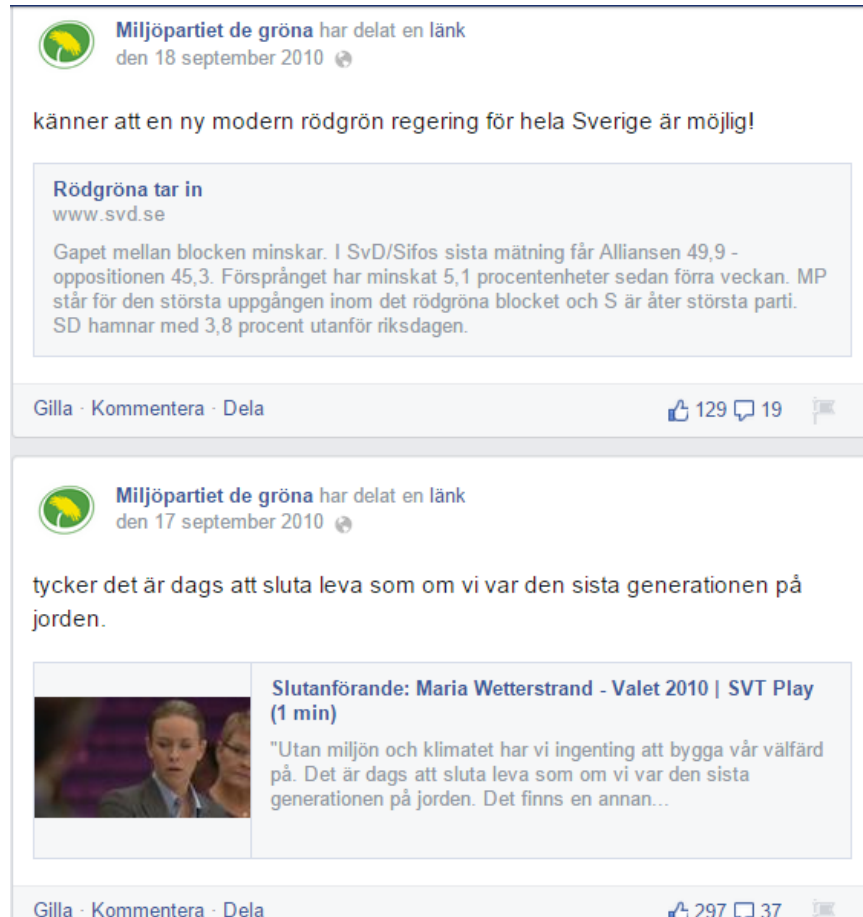 Miljöpartiet de gröna har delat en länk
den 18 september 2010
känner att en ny modern rödgrön regering för hela Sverige är möjlig!
Rödgröna tar in
www.svd.se
Gapet mellan blocken minskar. I SvD/Sifos sista mätning får Alliansen 49,9 -
oppositionen 45,3. Försprånget har minskat 5,1 procentenheter sedan förra veckan. MP
står för den största uppgången inom det rödgröna blocket och S är åter största parti.
SD hamnar med 3,8 procent utanför riksdagen.
Gilla · Kommentera · Dela 129 19
Miljöpartiet de gröna har delat en länk
den 17 september 2010
tycker det är dags att sluta leva som om vi var den sista generationen på
jorden.
Slutanförande: Maria Wetterstrand - Valet 2010 | SVT Play
(1 min)
"Utan miljön och klimatet har vi ingenting att bygga vår välfärd
på. Det är dags att sluta leva som om vi var den sista
generationen på jorden. Det finns en annan...
Gilla · Kommentera · Dela 297 37